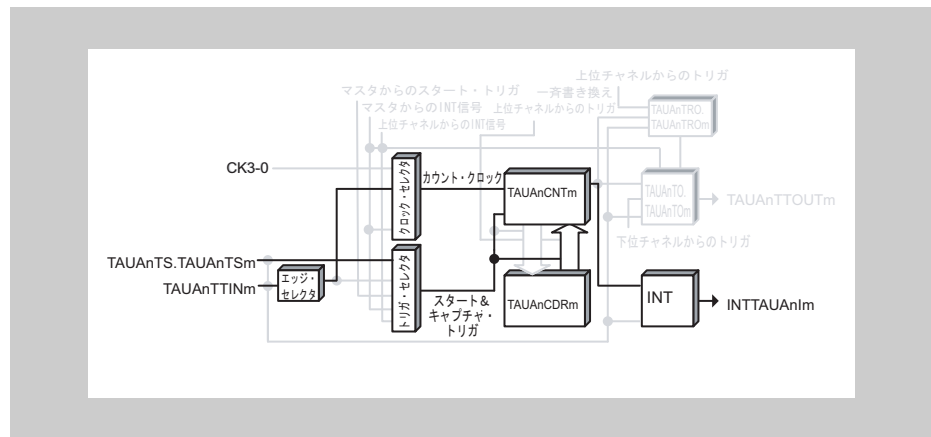 上位チャネルからのトリガ
マスタからのスタート・トリガ
一斉書き換え
マスタからのINT信号
上位チャネルからのトリガ
上位チャネルからのINT信号
TAUAnTRO.
TAUAnTROm
CK3-0
クロック・セレクタ
カウント・クロック
TAUAnCNTm
TAUAnTO.
TAUAnTOm
TAUAnTTOUTm
下位チャネルからのトリガ
TAUAnTS.TAUAnTSm
TAUAnTTINm
エッジ・
セレクタ
トリガ・セレクタ
スタート&
キャプチャ・
トリガ
TAUAnCDRm
INT
INTTAUAnIm